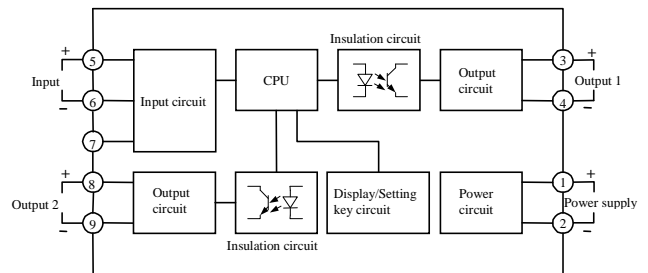 Insulation circuit
+ 5
Input
6
−
7
Input circuit
CPU
Output
circuit
3 +
Output 1
4
−
+ 8
Output 2
9
−
Output
circuit
Insulation circuit
Display/Setting
key circuit
Power
circuit
1 +
Power supply
2
−